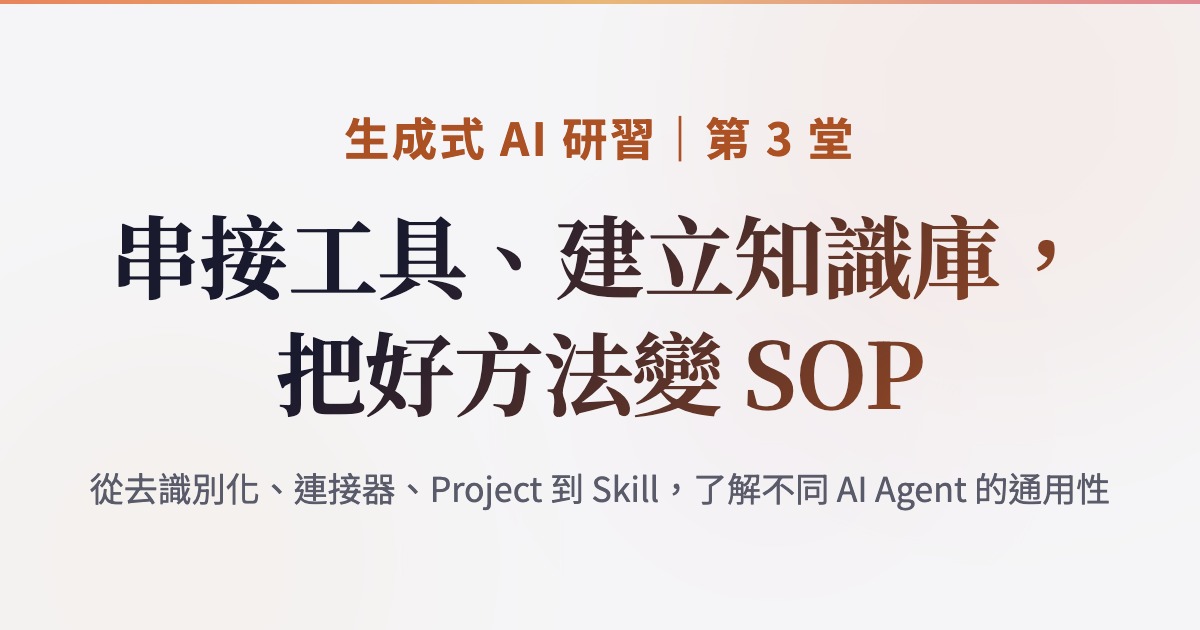 生成式 AI 研習｜第 3 堂
串接工具、建立知識庫，
把好方法變 SOP
從去識別化、連接器、Project 到 Skill，了解不同 AI Agent 的通用性